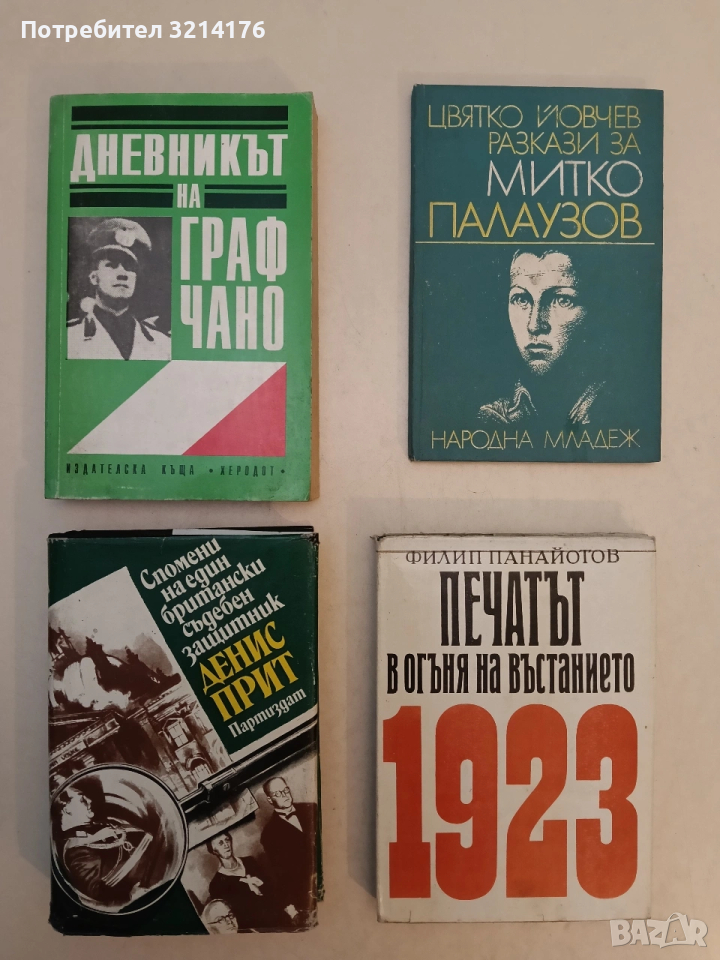 Потребител 3214176
ДНЕВНИКЪТ
НА
ГРАФ
ЧАНО
ИЗДАТЕЛСКА КЪЩА • ХЕРОДОТ •
ЦВЯТКО ЙОВЧЕВ
РАЗКАЗИ ЗА
МИТКО
ПАЛАУЗОВ
НАРОДНА МЛАДЕЖ
Спомени
на един
британски
съдебен
защитник
ДЕНИС
ПРИТ
Партиздат
ФИЛИП ПАНАЙОТОВ
ПЕЧАТЪТ
В ОГЪНЯ НА ВЪСТАНИЕТО
1923
BAZAR